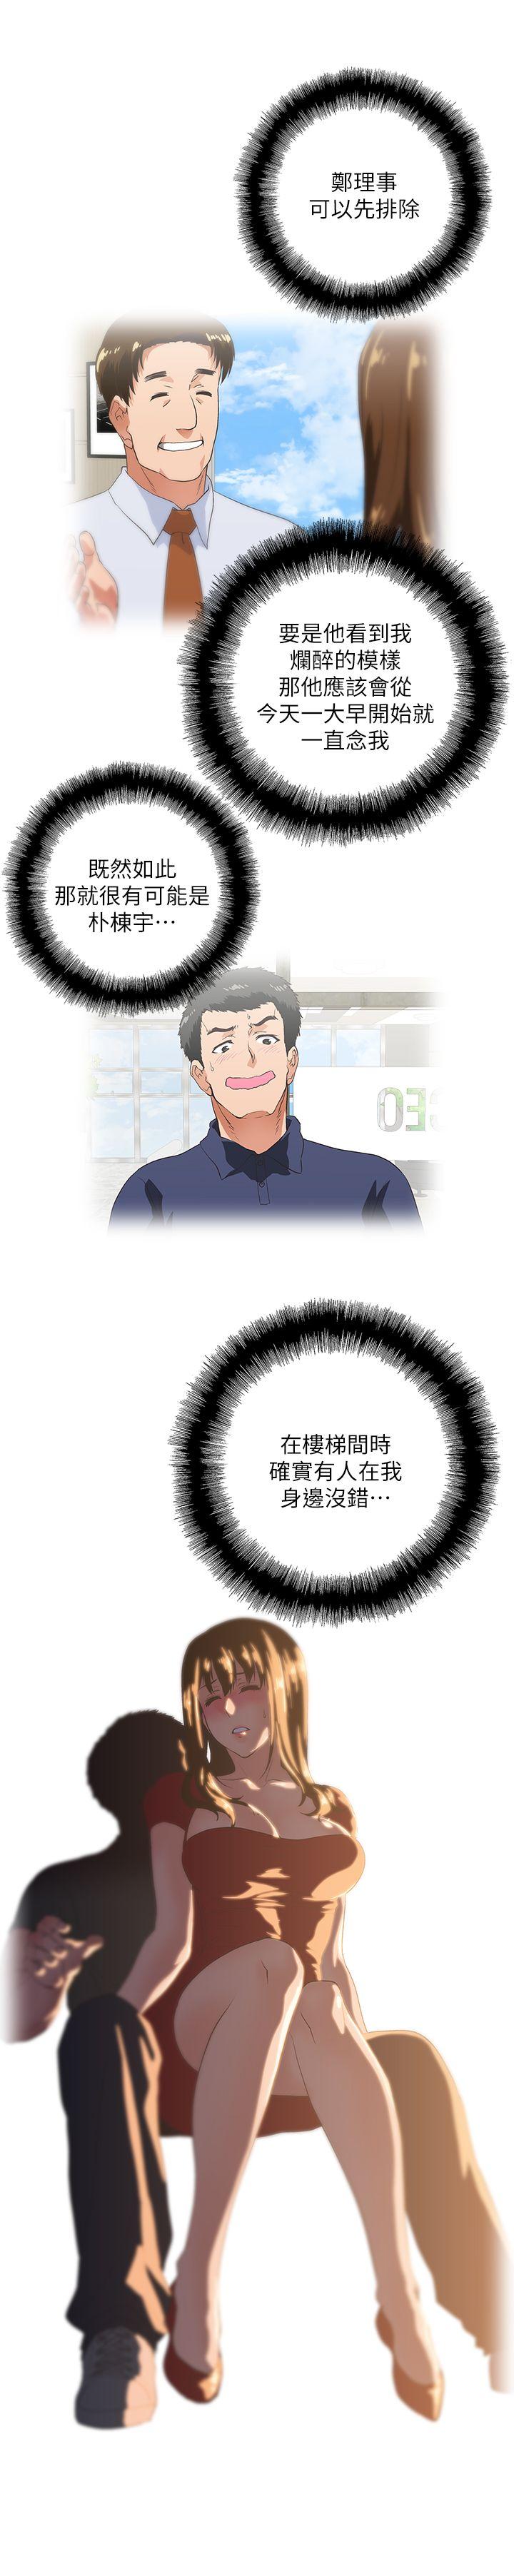 鄭理事
可以先排除
要是他看到我
爛醉的模樣
那他應該會從
今天一大早開始就
一直念我
既然如此
那就很有可能是
朴棟宇⋯
CEO
在樓梯間時
確實有人在我
身邊沒錯⋯